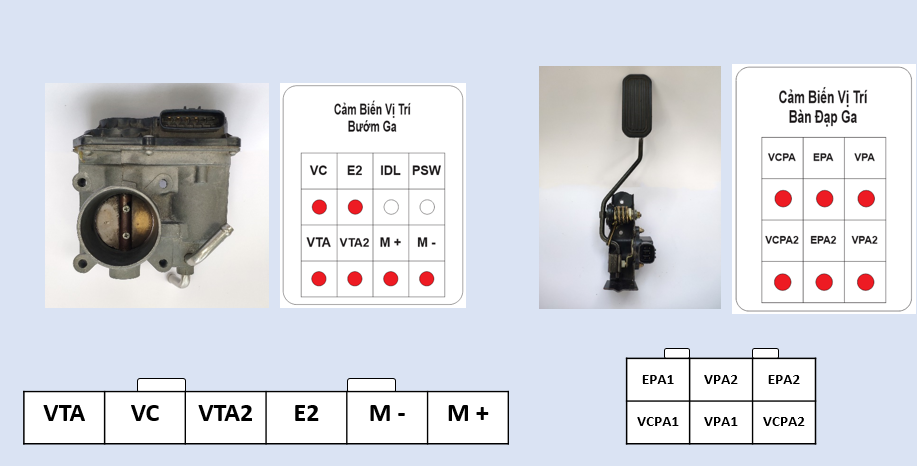 Cảm Biến Vị Trí
Bướm Ga
VC E2 IDL PSW
VTA VTA2 M + M -
Cảm Biến Vị Trí
Bàn Đạp Ga
VCPA EPA VPA
VCPA2 EPA2 VPA2
VTA VC VTA2 E2 M - M +
EPA1 VPA2 EPA2
VCPA1 VPA1 VCPA2